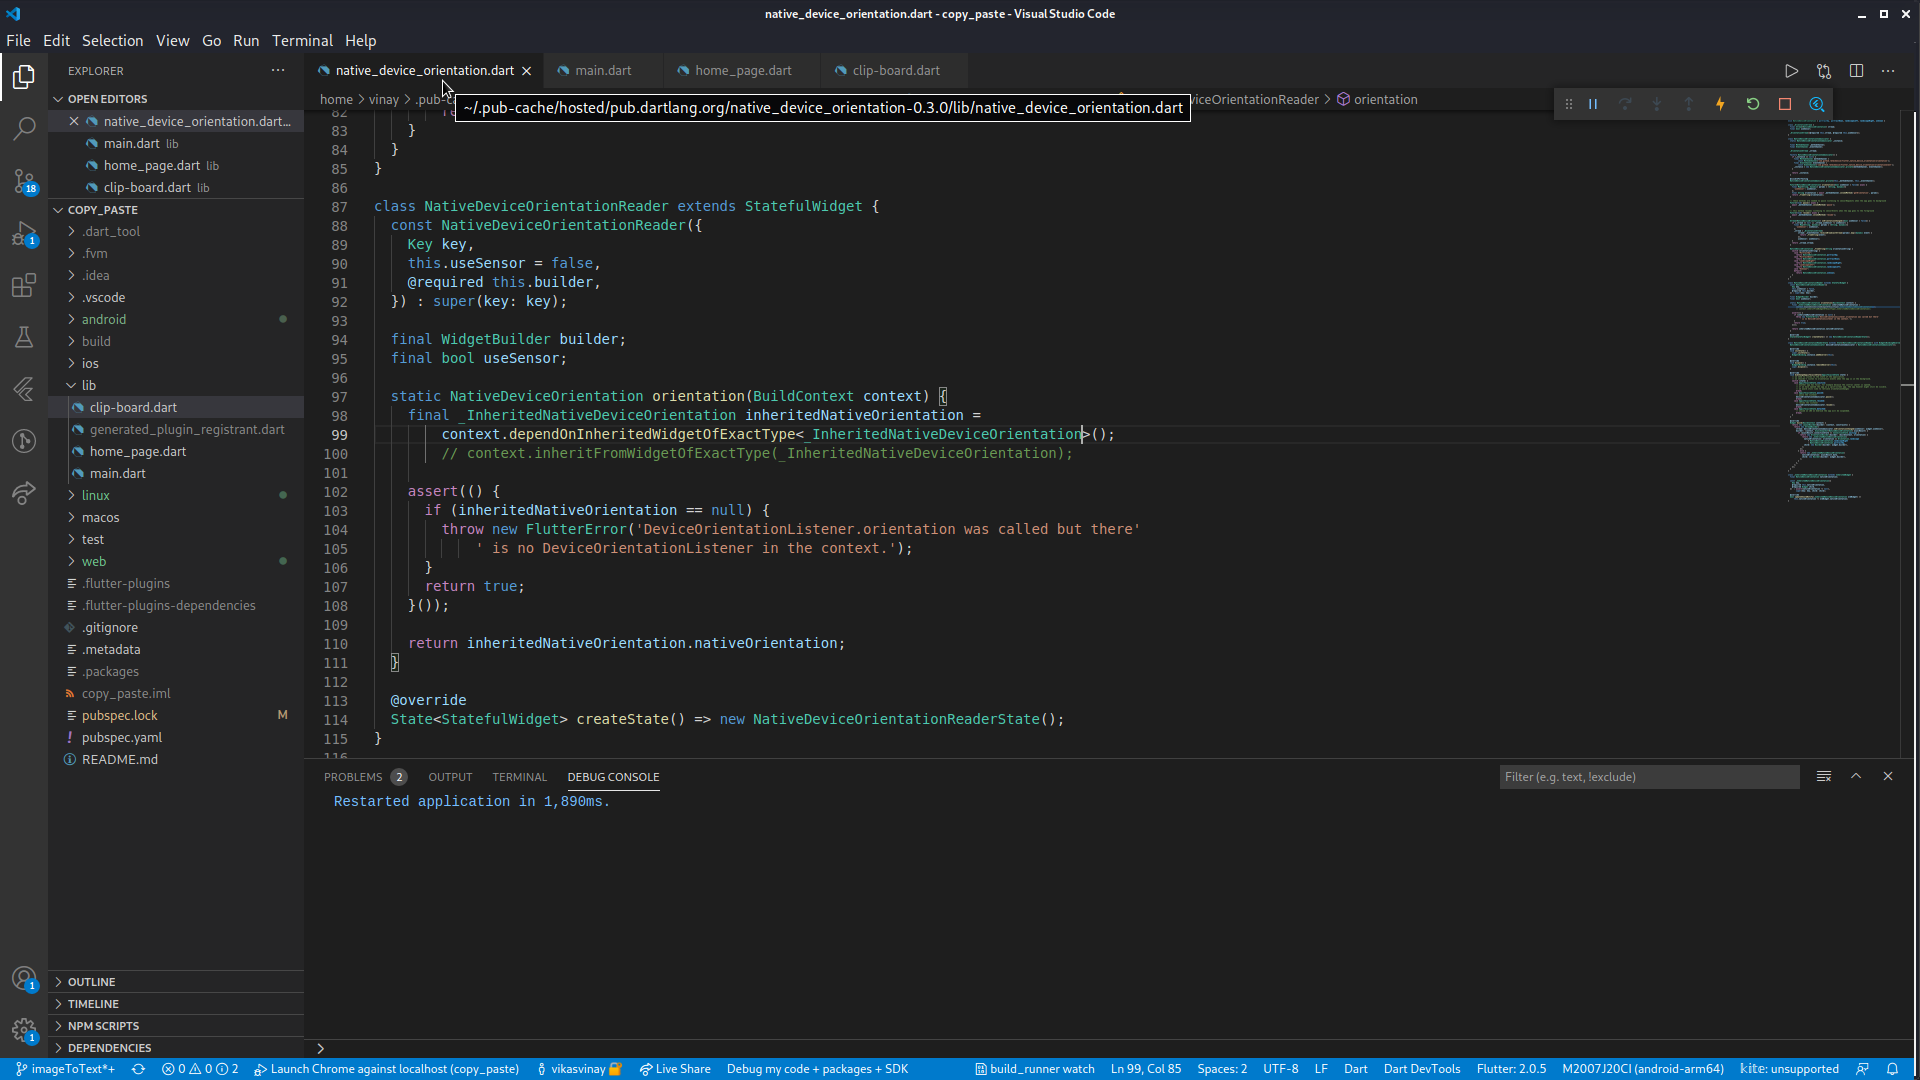 native_device_orientation.dart - copy_paste - Visual Studio Code
File Edit Selection View Go Run Terminal Help
EXPLORER
native_device_orientation.dart main.dart home_page.dart clip-board.dart
OPEN EDITORS
home > vinay > .pub-
~/.pub-cache/hosted/pub.dartlang.org/native_device_orientation-0.3.0/lib/native_device_orientation.dart
viceOrientationReader > orientation
native_device_orientation.dart...
main.dart lib
home_page.dart lib
clip-board.dart lib
18
COPY_PASTE
.dart_tool
1
.fvm
.idea
.vscode
android
build
ios
lib
clip-board.dart
generated_plugin_registrant.dart
home_page.dart
main.dart
linux
macos
test
web
.flutter-plugins
.flutter-plugins-dependencies
.gitignore
.metadata
.packages
copy_paste.iml
pubspec.lock M
! pubspec.yaml
README.md
OUTLINE
TIMELINE
NPM SCRIPTS
DEPENDENCIES
1
1
82
83 }
84 }
85 }
86
87 class NativeDeviceOrientationReader extends StatefulWidget {
88 const NativeDeviceOrientationReader({
89 Key key,
90 this.useSensor = false,
91 @required this.builder,
92 }) : super(key: key);
93
94 final WidgetBuilder builder;
95 final bool useSensor;
96
97 static NativeDeviceOrientation orientation(BuildContext context) {
98 final _InheritedNativeDeviceOrientation inheritedNativeOrientation =
99 context.dependOnInheritedWidgetOfExactType<_InheritedNativeDeviceOrientation>();
100 // context.inheritFromWidgetOfExactType(_InheritedNativeDeviceOrientation);
101
102 assert(() {
103 if (inheritedNativeOrientation == null) {
104 throw new FlutterError('DeviceOrientationListener.orientation was called but there'
105 ' is no DeviceOrientationListener in the context.');
106 }
107 return true;
108 }());
109
110 return inheritedNativeOrientation.nativeOrientation;
111 }
112
113 @override
114 State<StatefulWidget> createState() => new NativeDeviceOrientationReaderState();
115 }
116
PROBLEMS 2 OUTPUT TERMINAL DEBUG CONSOLE
Filter (e.g. text, !exclude)
Restarted application in 1,890ms.
>
imageToText*+ 0 0 2 Launch Chrome against localhost (copy_paste) vikasvinay Live Share Debug my code + packages + SDK build_runner watch Ln 99, Col 85 Spaces: 2 UTF-8 LF Dart Dart DevTools Flutter: 2.0.5 M2007J20CI (android-arm64) kite: unsupported